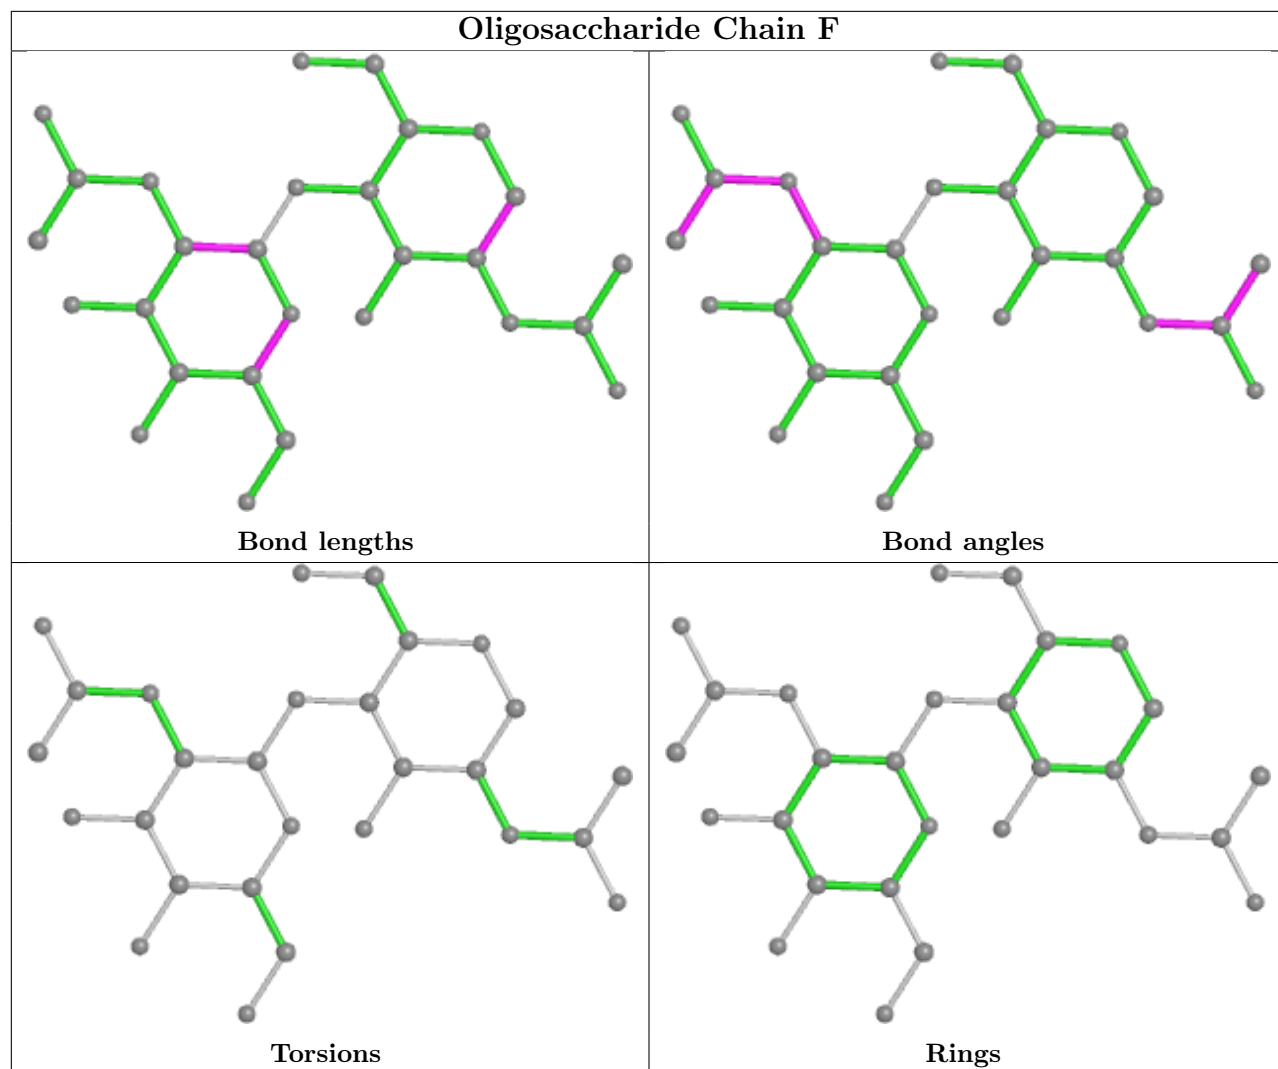 Oligosaccharide Chain F
Bond lengths
Bond angles
Torsions
Rings